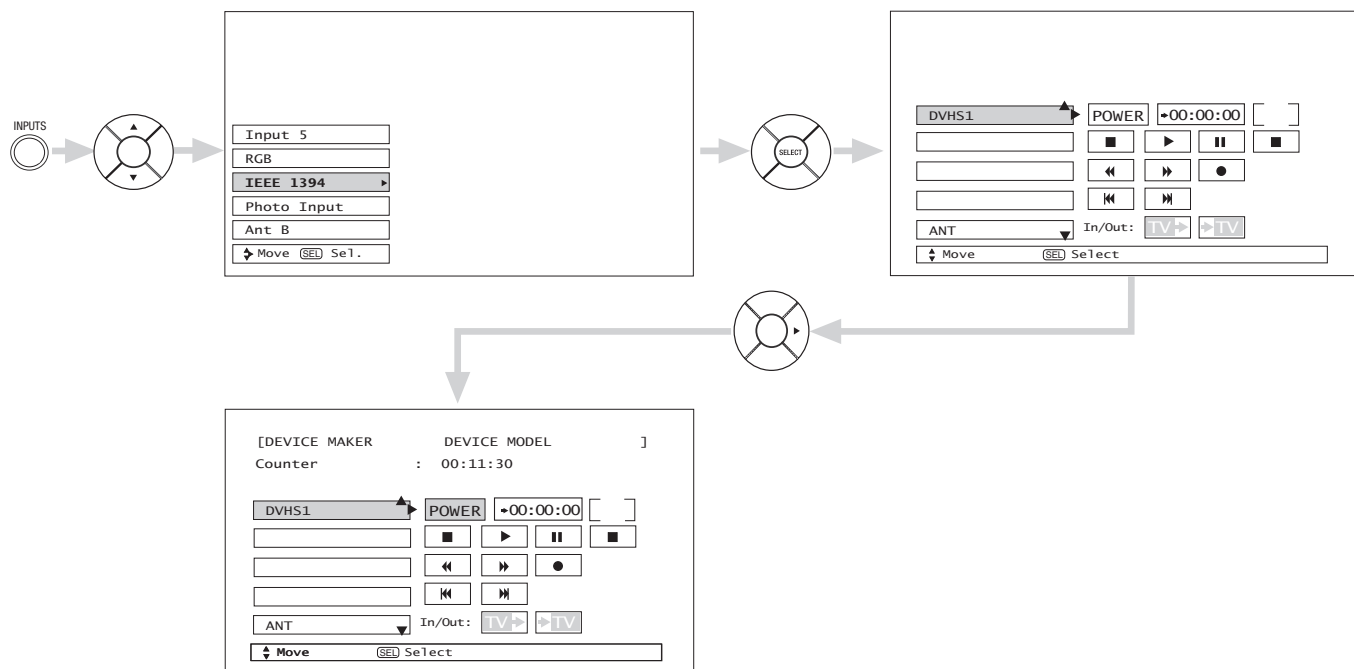 INPUTS
Input 5
RGB
IEEE 1394
Photo Input
Ant B
Move SEL Sel.
SELECT
DVHS1
POWER
00:00:00
ANT
In/Out:
TV
TV
Move SEL Select
[DEVICE MAKER DEVICE MODEL ]
Counter : 00:11:30
DVHS1
POWER
00:00:00
ANT
In/Out:
TV
TV
Move SEL Select